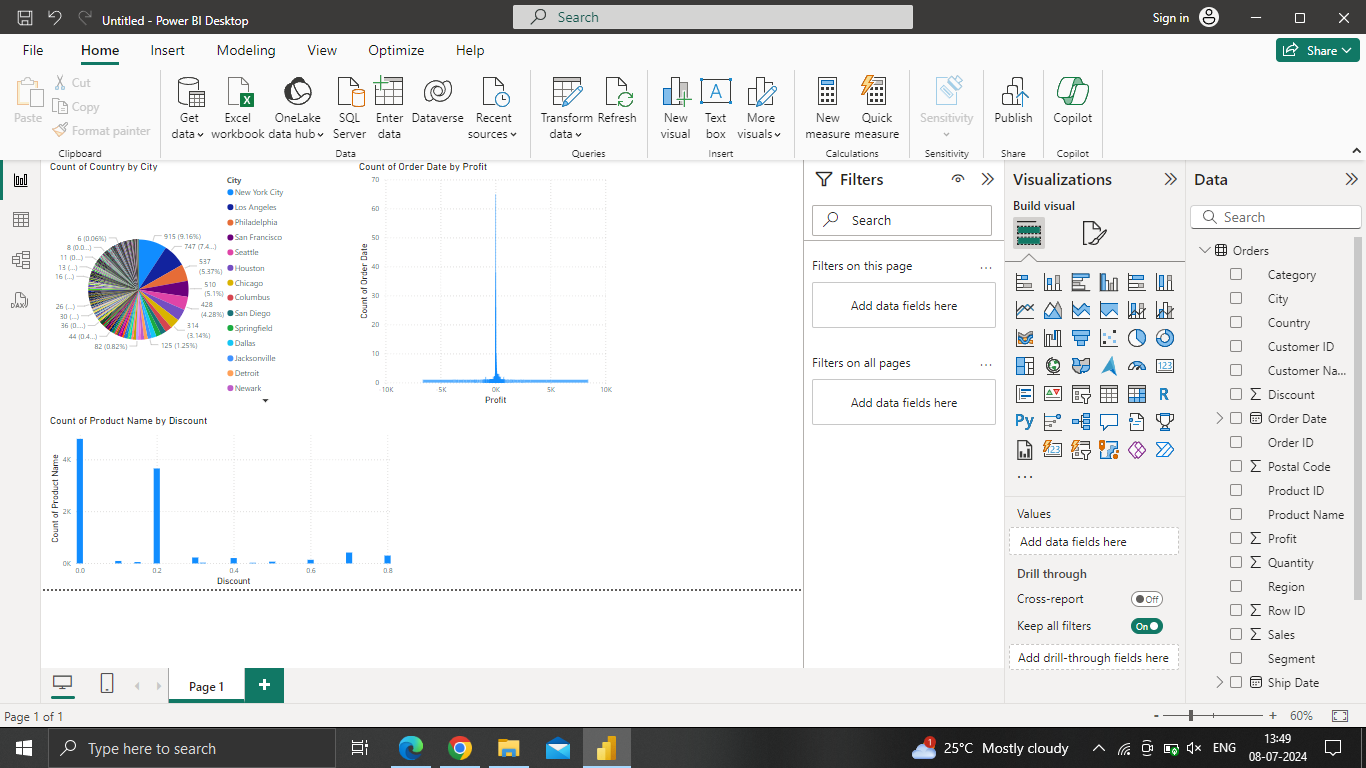 Untitled - Power BI Desktop
Search
Sign in
File
Home
Insert
Modeling
View
Optimize
Help
Share
Paste
Cut
Copy
Format painter
Clipboard
Get data
Excel workbook
OneLake data hub
SQL Server
Enter data
Dataverse
Recent sources
Data
Transform data
Refresh
Queries
New visual
Text box
More visuals
Insert
New measure
Quick measure
Calculations
Sensitivity
Sensitivity
Publish
Share
Copilot
Copilot
Count of Country by City
6 (0.06%)
8 (0.0...)
11 (0...)
13 (...)
16 (...)
26 (...)
30 (...)
36 (0....)
44 (0.4...)
82 (0.82%)
915 (9.16%)
747 (7.4...)
537 (5.37%)
510 (5.1%)
428 (4.28%)
314 (3.14%)
125 (1.25%)
City
New York City
Los Angeles
Philadelphia
San Francisco
Seattle
Houston
Chicago
Columbus
San Diego
Springfield
Dallas
Jacksonville
Detroit
Newark
Count of Order Date by Profit
Count of Order Date
70
60
50
40
30
20
10
0
10K
-5K
0K
5K
10K
Profit
Count of Product Name by Discount
Count of Product Name
4K
2K
0K
0.0
0.2
0.4
0.6
0.8
Discount
Filters
Search
Filters on this page
...
Add data fields here
Filters on all pages
...
Add data fields here
Visualizations
Build visual
123
R
Py
123
...
Values
Add data fields here
Drill through
Cross-report
Off
Keep all filters
On
Add drill-through fields here
Data
Search
Orders
Category
City
Country
Customer ID
Customer Na...
Discount
Order Date
Order ID
Postal Code
Product ID
Product Name
Profit
Quantity
Region
Row ID
Sales
Segment
Ship Date
DAX
Page 1
+
Page 1 of 1
- + 60%
Type here to search
1
25°C Mostly cloudy
ENG
13:49
08-07-2024